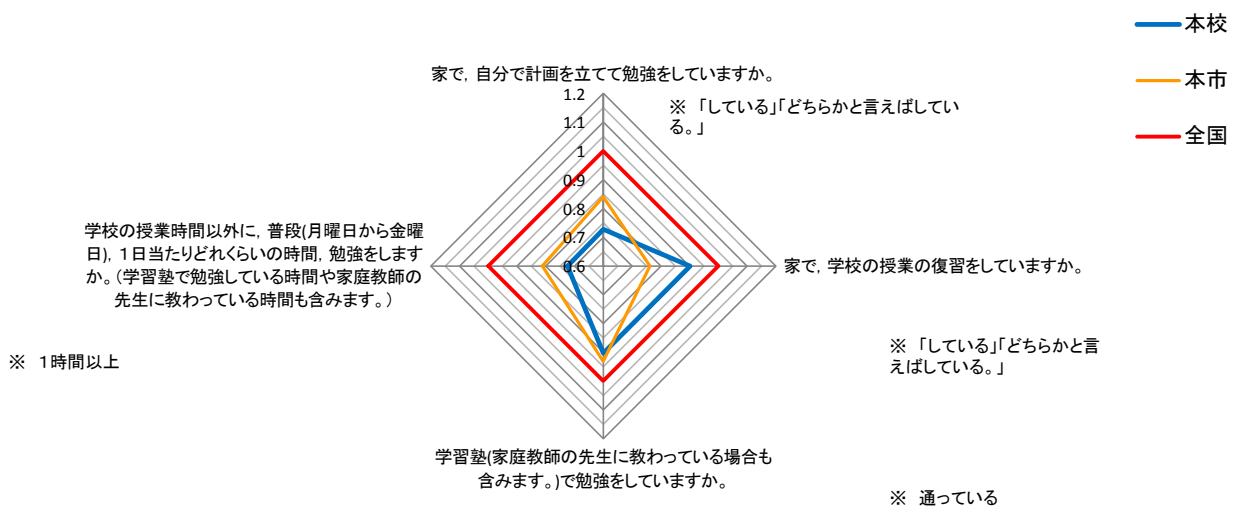 本校
本市
全国
家で，自分で計画を立てて勉強をしていますか。
※　「している」「どちらかと言えばしてい
る。」
1.2
1.1
1
0.9
0.8
0.7
0.6
学校の授業時間以外に，普段(月曜日から金曜
日)，１日当たりどれくらいの時間，勉強をします
か。（学習塾で勉強している時間や家庭教師の
先生に教わっている時間も含みます。）
※　１時間以上
家で，学校の授業の復習をしていますか。
※　「している」「どちらかと言
えばしている。」
学習塾(家庭教師の先生に教わっている場合も
含みます。)で勉強をしていますか。
※　通っている